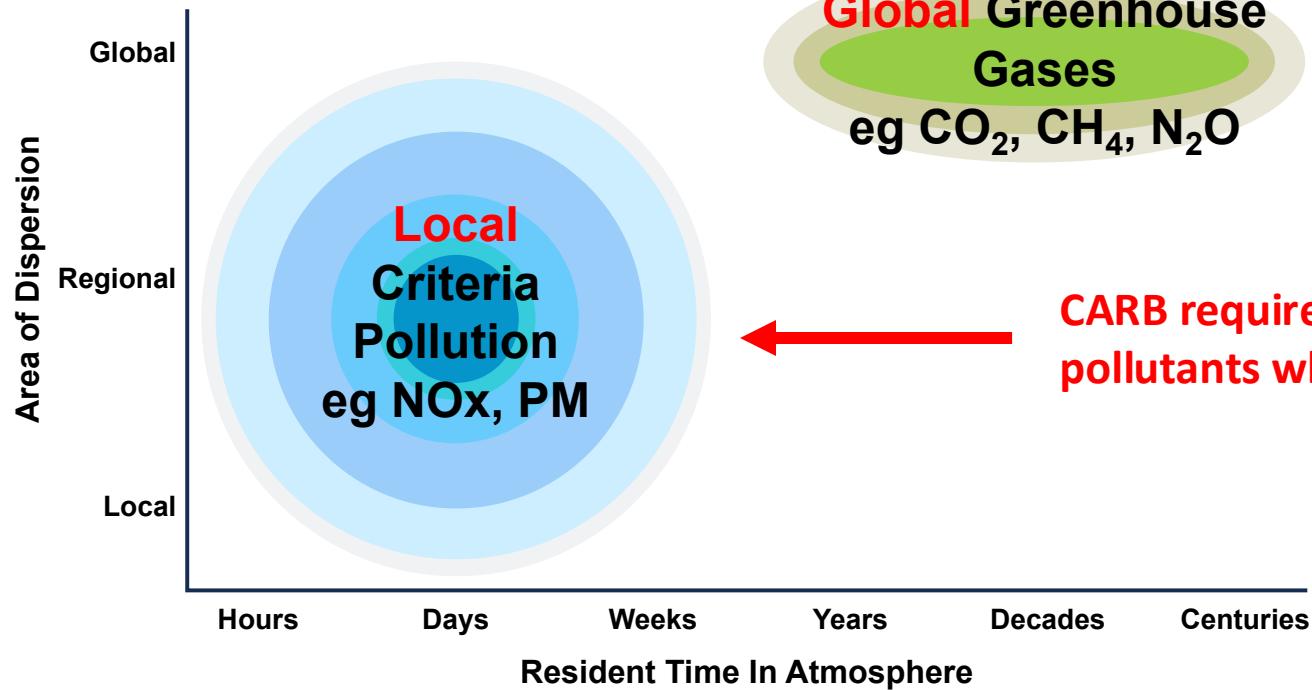 Global Greenhouse
Gases
eg CO₂, CH₄, N₂O
Global
Regional
Local
Area of Dispersion
Local
Criteria
Pollution
eg NOx, PM
CARB require
pollutants wh
Hours Days Weeks Years Decades Centuries
Resident Time In Atmosphere